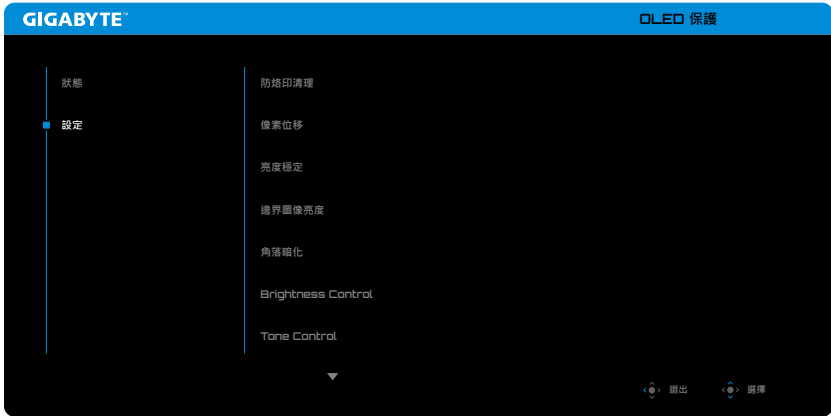 GIGABYTE™
OLED 保護
狀態
設定
防烙印清理
像素位移
亮度穩定
邊界圖像亮度
角落暗化
Brightness Control
Tone Control
退出
選擇